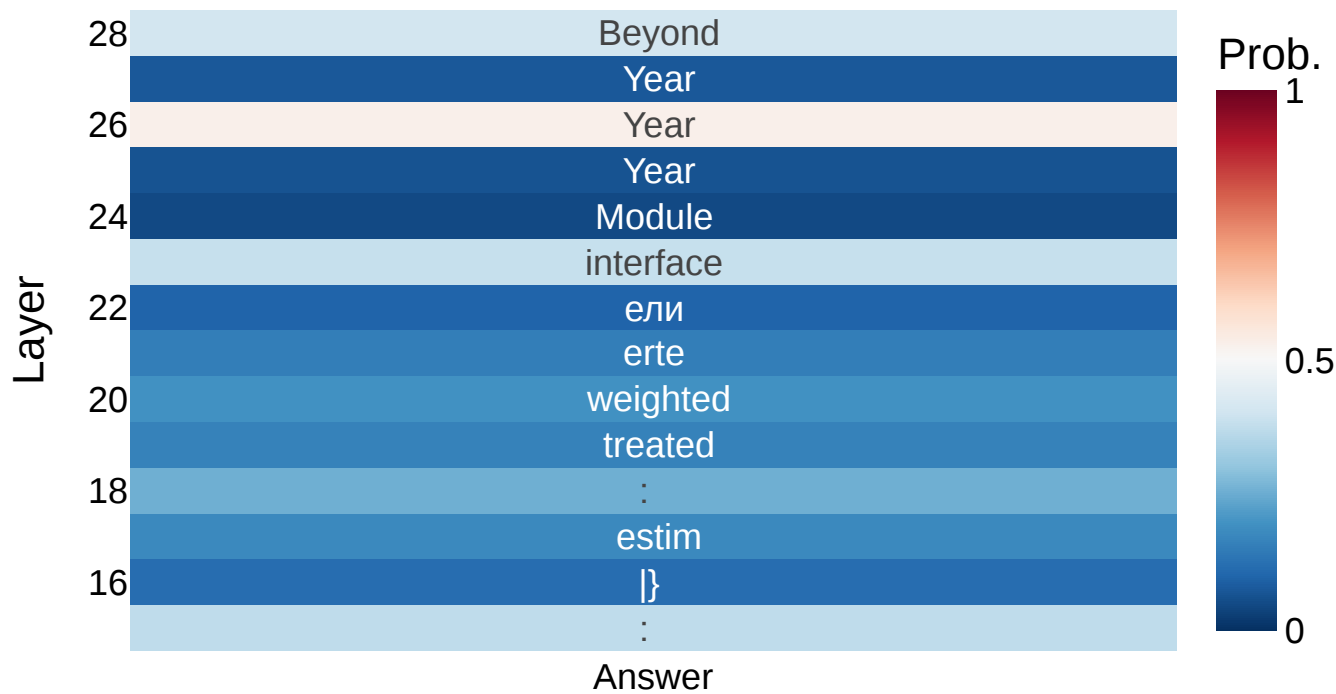 28 Beyond
Prob.
Year
1
26 Year
Year
24 Module
interface
Layer
22 ели
erte
0.5
20 weighted
treated
18 :
estim
16 |}
:
0
Answer